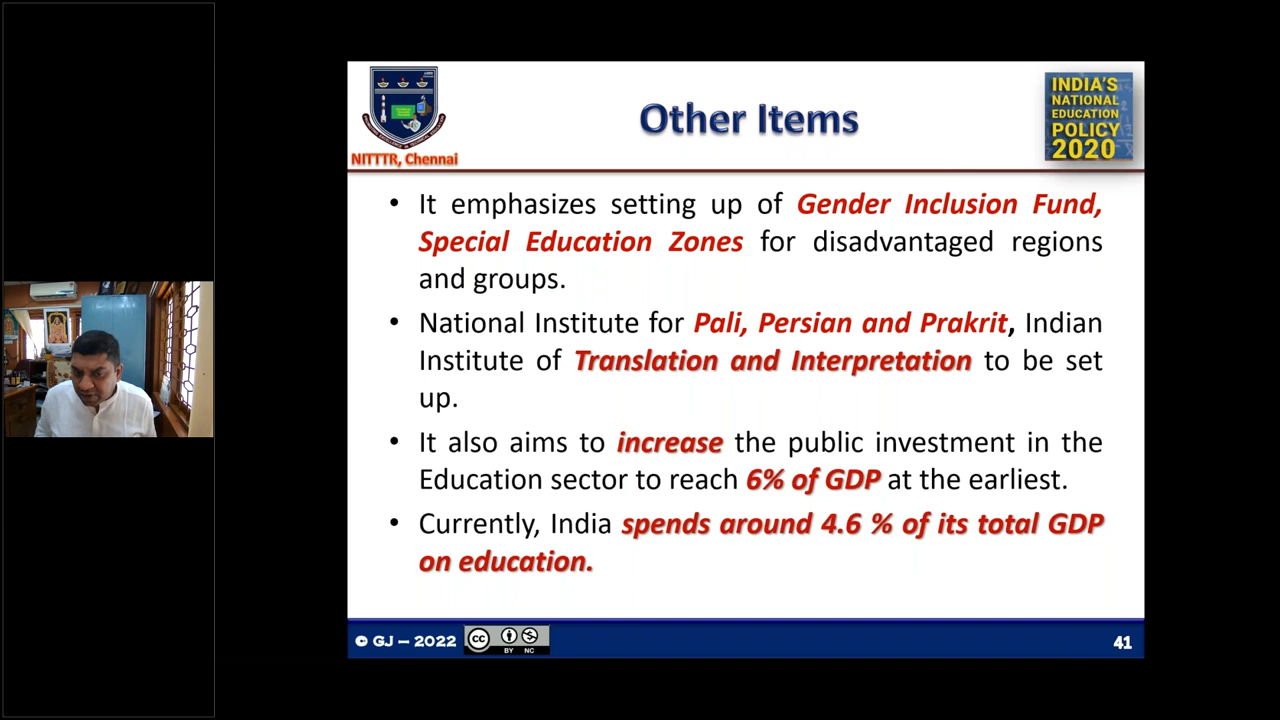 NITTTR, Chennai
Other Items
INDIA'S
NATIONAL
EDUCATION
POLICY
2020
• It emphasizes setting up of Gender Inclusion Fund,
Special Education Zones for disadvantaged regions
and groups.
• National Institute for Pali, Persian and Prakrit, Indian
Institute of Translation and Interpretation to be set
up.
• It also aims to increase the public investment in the
Education sector to reach 6% of GDP at the earliest.
• Currently, India spends around 4.6 % of its total GDP
on education.
© GJ – 2022
cc
BY NC
41